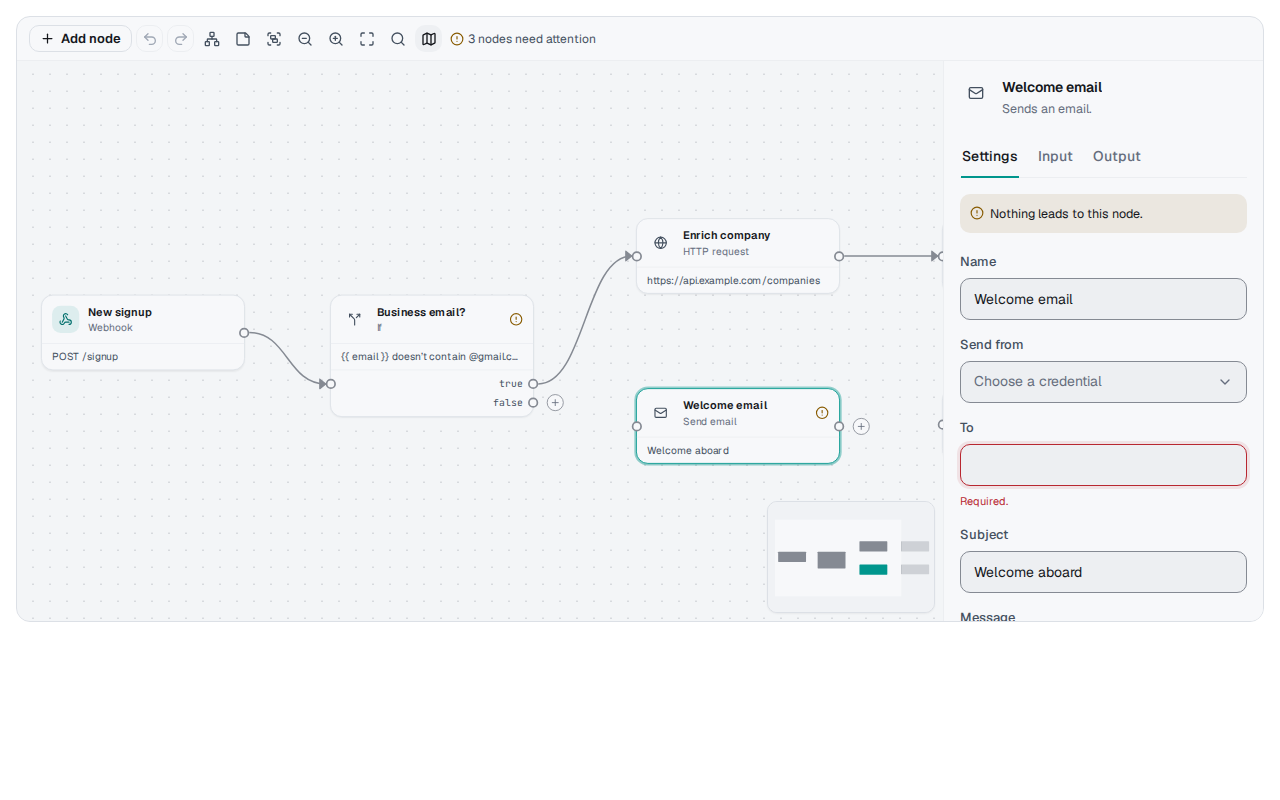 Add node
3 nodes need attention
New signup
Webhook
POST /signup
Business email?
If
{{ email }} doesn't contain @gmail.c…
true
false
Enrich company
HTTP request
https://api.example.com/companies
Welcome email
Send email
Welcome aboard
Welcome email
Sends an email.
Settings Input Output
Nothing leads to this node.
Name
Welcome email
Send from
Choose a credential
To
Required.
Subject
Welcome aboard
Message